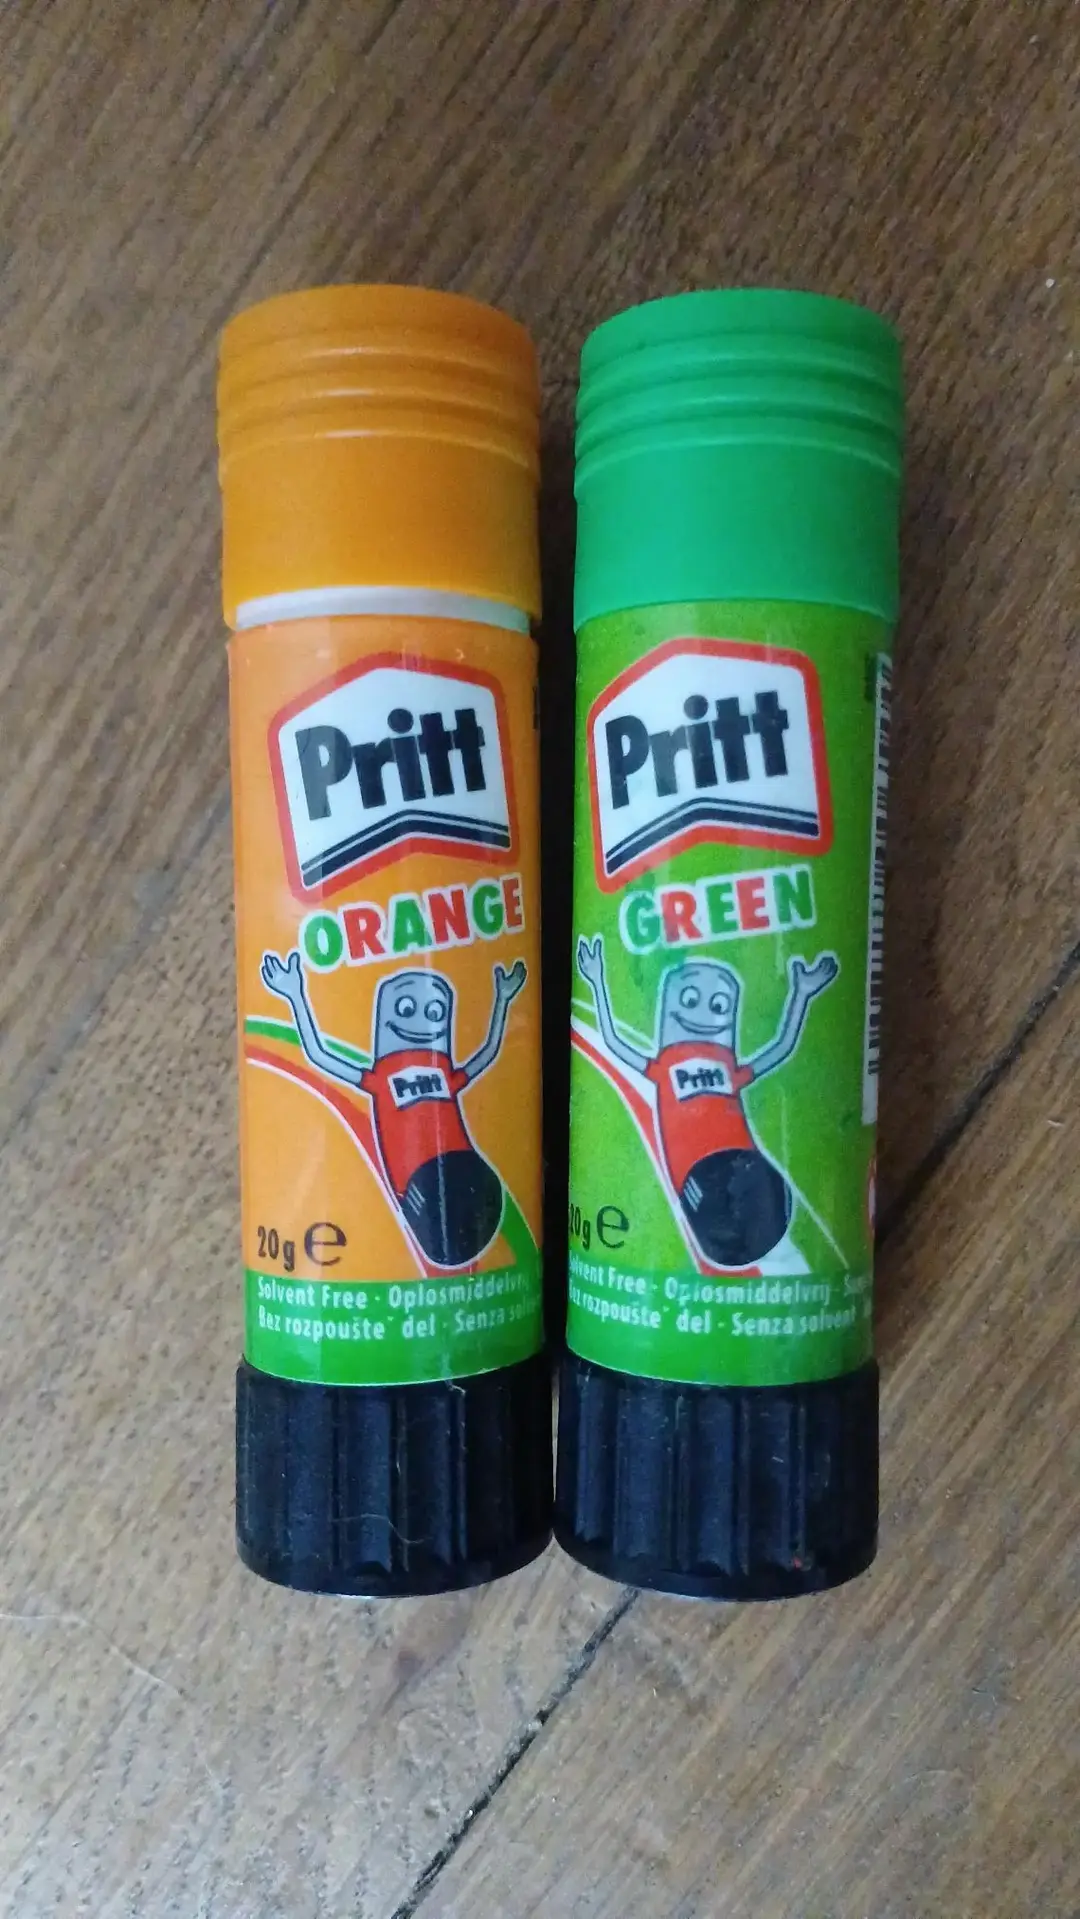 Pritt
ORANGE
Pritt
20g e
Solvent Free - Oplosmiddelvrij
Bez rozpouště˘ del - Senza
Pritt
GREEN
Pritt
20g e
Solvent Free - Oplosmiddelvrij -
Bez rozpouště˘ del - Senza solvent